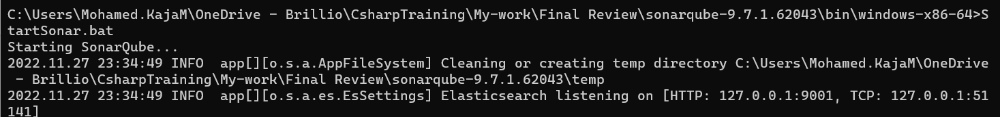 C:\Users\Mohamed.KajaM\OneDrive - Brillio\CsharpTraining\My-work\Final Review\sonarqube-9.7.1.62043\bin\windows-x86-64>S
tartSonar.bat
Starting SonarQube...
2022.11.27 23:34:49 INFO  app[][o.s.a.AppFileSystem] Cleaning or creating temp directory C:\Users\Mohamed.KajaM\OneDrive
 - Brillio\CsharpTraining\My-work\Final Review\sonarqube-9.7.1.62043\temp
2022.11.27 23:34:49 INFO  app[][o.s.a.es.EsSettings] Elasticsearch listening on [HTTP: 127.0.0.1:9001, TCP: 127.0.0.1:51
141]